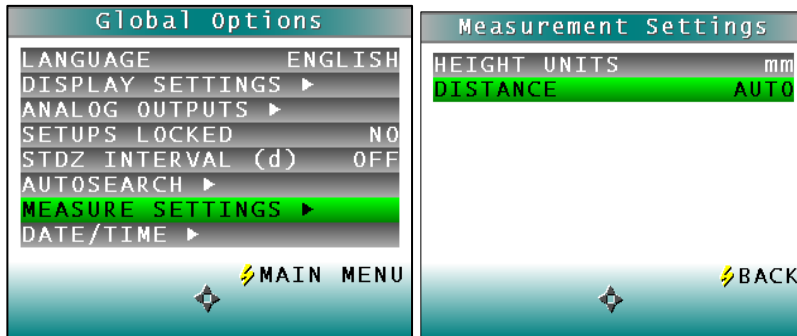 Global Options
LANGUAGE ENGLISH
DISPLAY SETTINGS ▶
ANALOG OUTPUTS ▶
SETUPS LOCKED NO
STDZ INTERVAL (d) OFF
AUTOSEARCH ▶
MEASURE SETTINGS ▶
DATE/TIME ▶
MAIN MENU
Measurement Settings
HEIGHT UNITS mm
DISTANCE AUTO
BACK